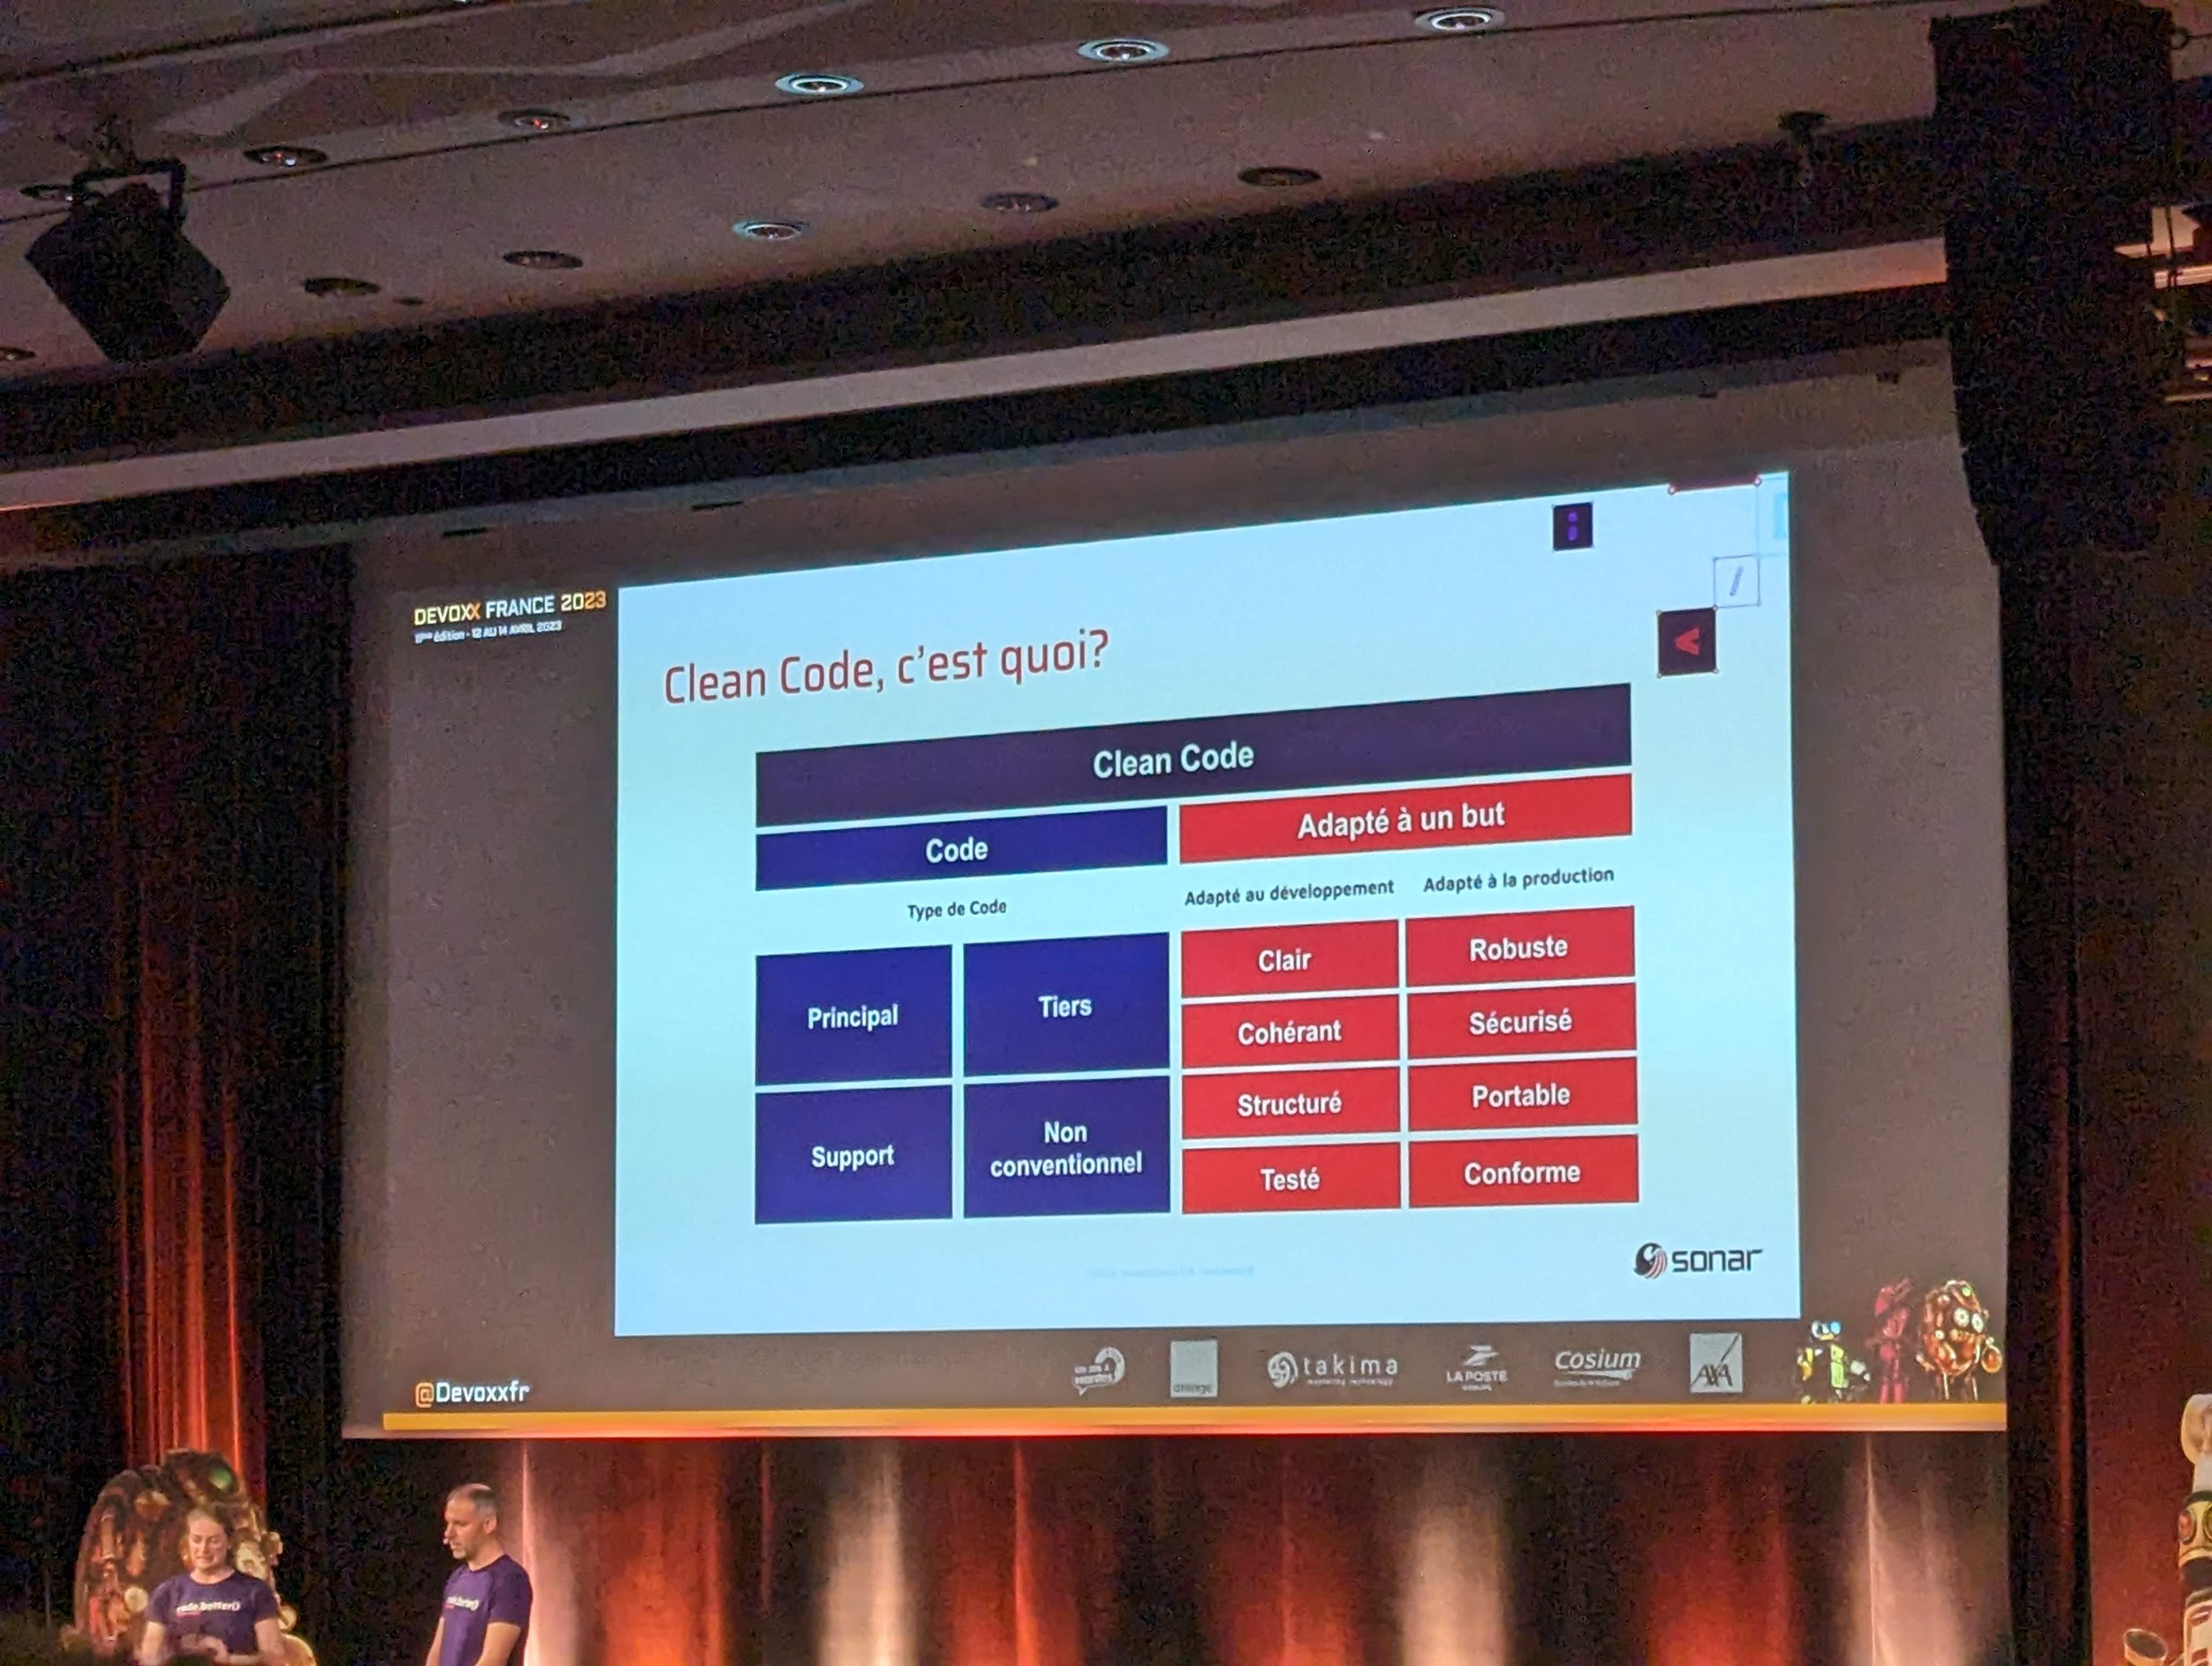 DEVOXX FRANCE 2023
11ème édition - 12 AU 14 AVRIL 2023
Clean Code, c'est quoi?
Clean Code
Code
Adapté à un but
Type de Code
Adapté au développement
Adapté à la production
Principal
Tiers
Support
Non
conventionnel
Clair
Robuste
Cohérant
Sécurisé
Structuré
Portable
Testé
Conforme
sonar
@Devoxxfr
takima
LA POSTE
Cosium
AXA
code.better()